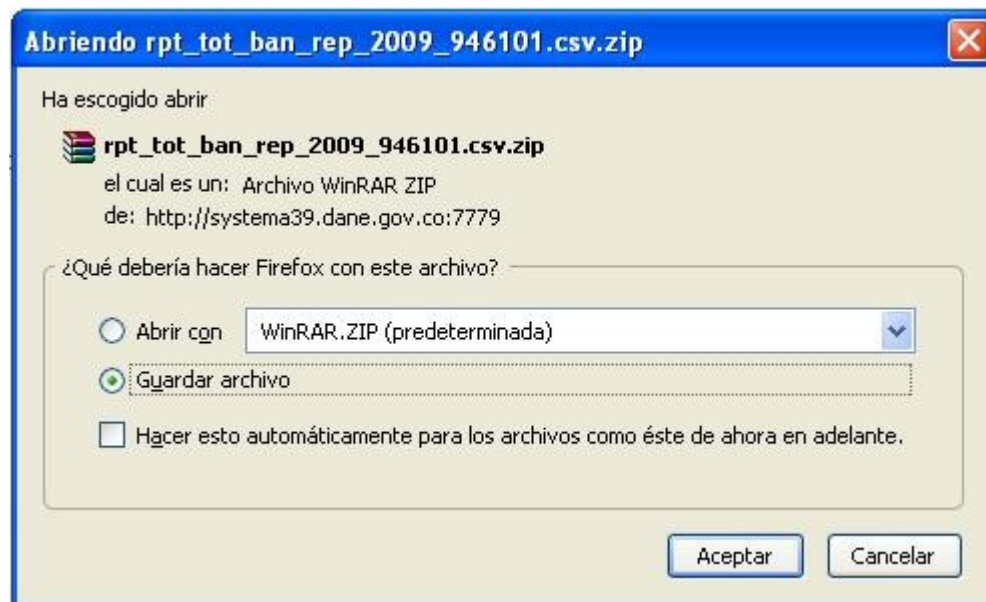 Abriendo rpt_tot_ban_rep_2009_946101.csv.zip
Ha escogido abrir
rpt_tot_ban_rep_2009_946101.csv.zip
el cual es un: Archivo WinRAR ZIP
de: http://systema39.dane.gov.co:7779
¿Qué debería hacer Firefox con este archivo?
Abrir con WinRAR.ZIP (predeterminada)
Guardar archivo
Hacer esto automáticamente para los archivos como éste de ahora en adelante.
Aceptar Cancelar